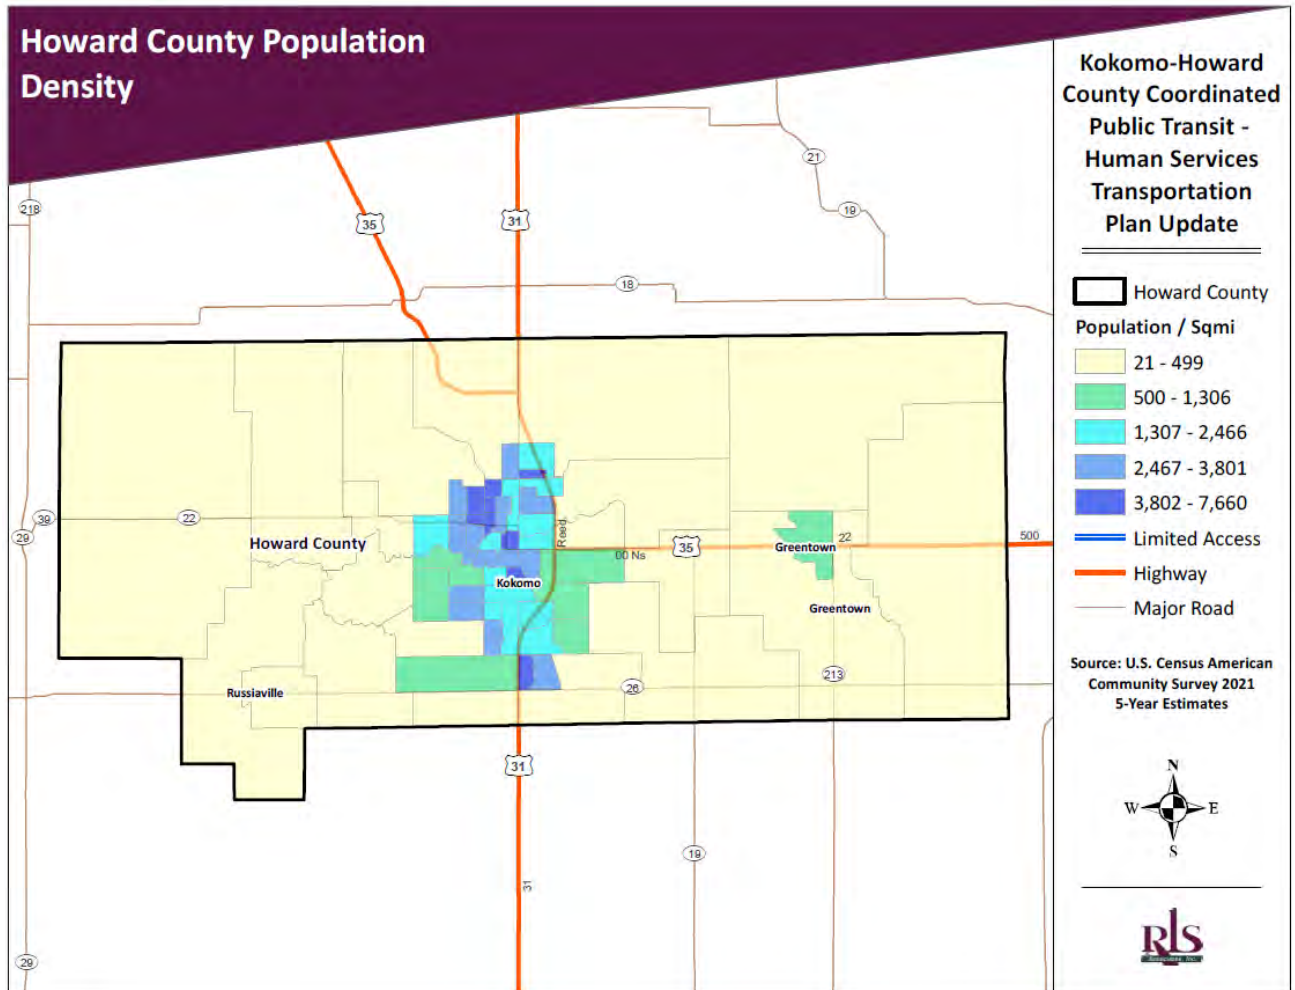 Howard County Population
Density
Kokomo-Howard
County Coordinated
Public Transit -
Human Services
Transportation
Plan Update
Howard County
Population / Sqmi
21 - 499
500 - 1,306
1,307 - 2,466
2,467 - 3,801
3,802 - 7,660
Limited Access
Highway
Major Road
Source: U.S. Census American
Community Survey 2021
5-Year Estimates
N
W
E
S
RLS
218
35
31
21
19
18
39
29
22
Howard County
Reed
00 Ns
35
Greentown
22
500
Kokomo
Greentown
Russiaville
26
213
31
19
31
29